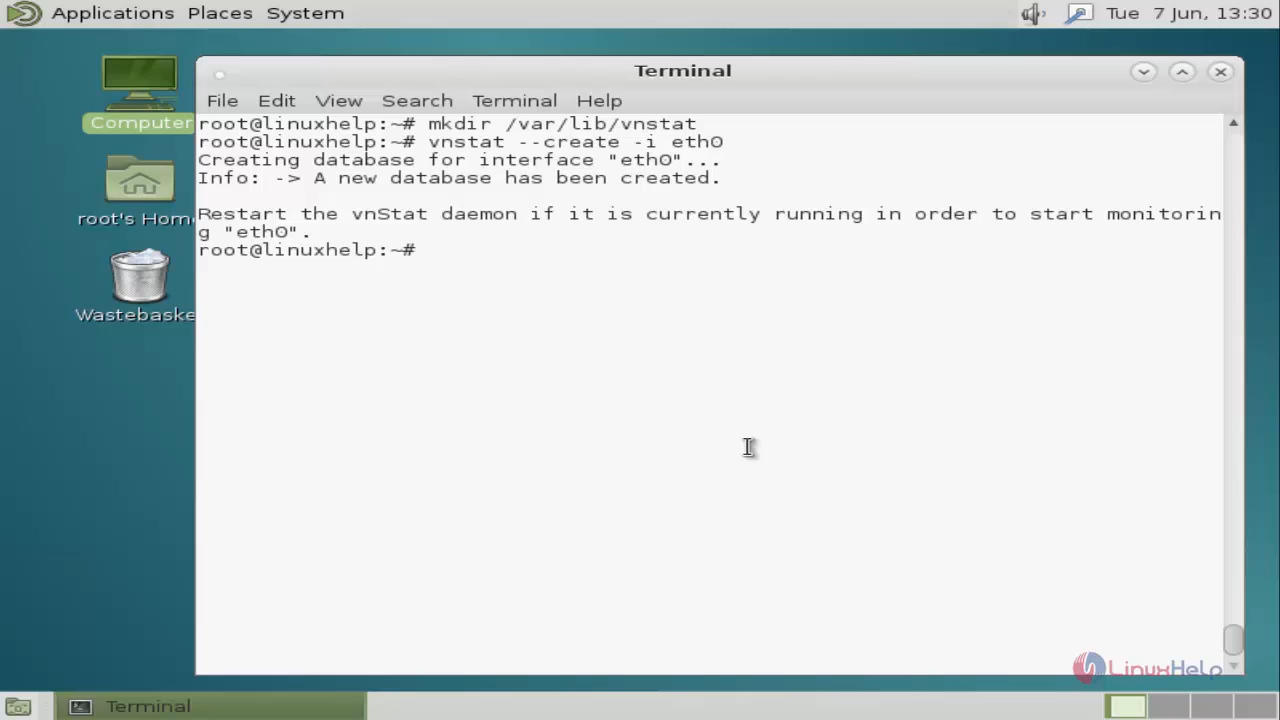 Applications Places System
Tue 7 Jun, 13:30
Computer
root's Hom
Wastebaske
Terminal
File Edit View Search Terminal Help
root@linuxhelp:~# mkdir /var/lib/vnstat
root@linuxhelp:~# vnstat --create -i eth0
Creating database for interface "eth0"...
Info: -> A new database has been created.
Restart the vnStat daemon if it is currently running in order to start monitorin
g "eth0".
root@linuxhelp:~#
LinuxHelp
Terminal